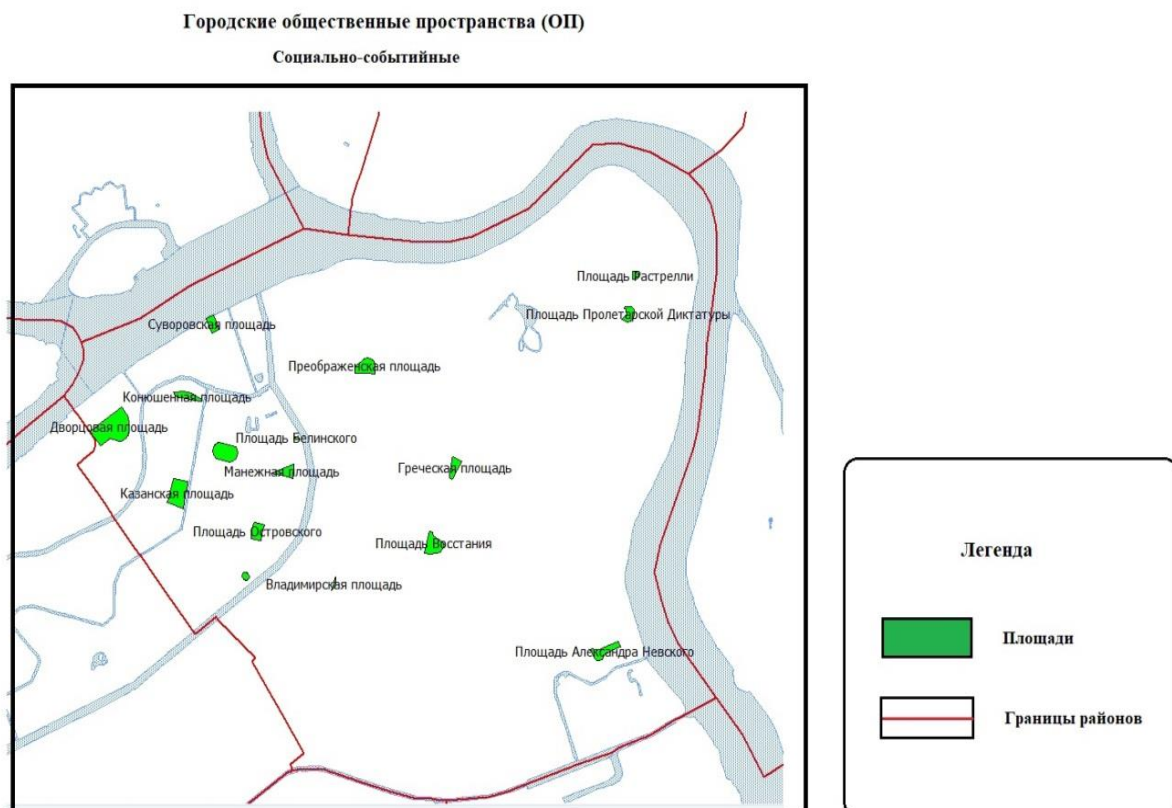 Городские общественные пространства (ОП)
Социально-событийные
Площадь Растрелли
Площадь Пролетарской Диктатуры
Суворовская площадь
Преображенская площадь
Конюшенная площадь
Дворцовая площадь
Площадь Белинского
Манежная площадь
Греческая площадь
Казанская площадь
Площадь Островского
Площадь Восстания
Владимирская площадь
Площадь Александра Невского
Легенда
Площади
Границы районов